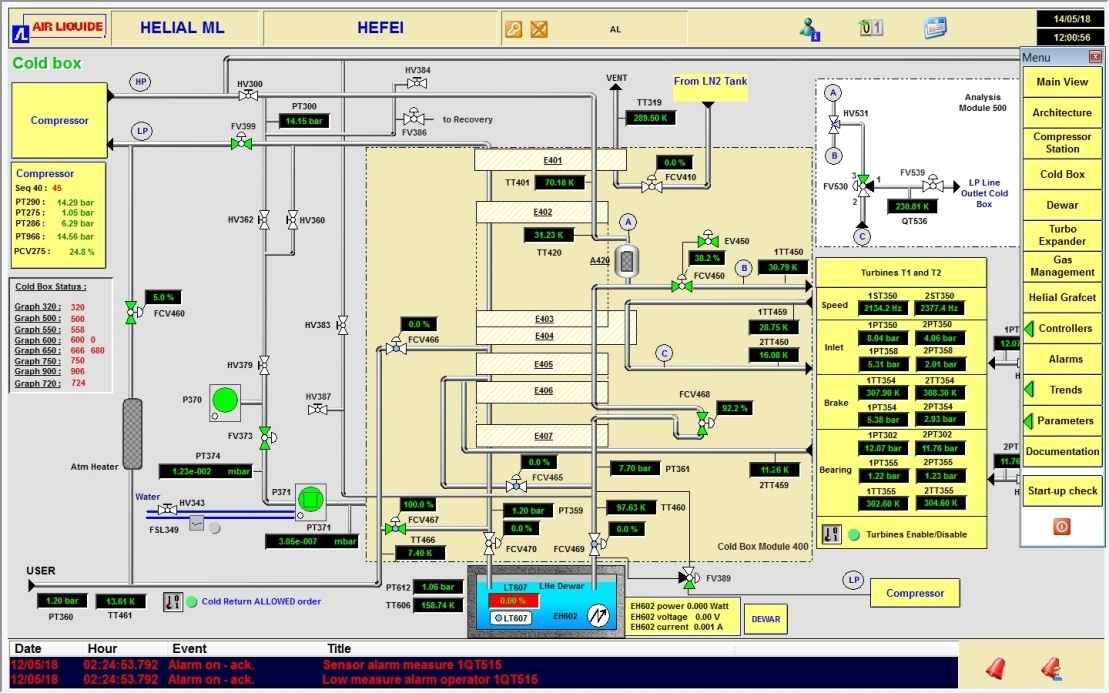 AIR LIQUIDE
HELIAL ML
HEFEI
AL
14/05/18
12:00:56
Cold box
Menu
Main View
Architecture
Compressor
Station
Cold Box
Dewar
Turbo
Expander
Gas
Management
Helial Grafcet
Controllers
Alarms
Trends
Parameters
Documentation
Start-up check
Compressor
HP
LP
HV300
PT300
14.15 bar
HV384
FV386
to Recovery
FV399
VENT
TT319
289.50 K
From LN2 Tank
0.0 %
FCV410
Analysis
Module 500
A
HV531
B
FV530
3
1
2
C
FV539
230.81 K
QT536
LP Line
Outlet Cold
Box
Compressor
Seq 40 : 45
PT290 : 14.29 bar
PT275 : 1.05 bar
PT286 : 6.29 bar
PT966 : 14.56 bar
PCV275 : 24.8 %
Cold Box Status :
Graph 320 : 320
Graph 500 : 500
Graph 550 : 558
Graph 600 : 600 0
Graph 650 : 666 680
Graph 750 : 750
Graph 900 : 906
Graph 720 : 724
E401
TT401
70.18 K
E402
31.23 K
TT420
A
A420
EV450
38.2 %
FCV450
B
1TT450
30.79 K
1TT459
28.75 K
2TT450
16.08 K
C
E403
E404
E405
E406
E407
HV362
HV360
5.0 %
FCV460
HV383
0.0 %
FCV466
HV379
P370
HV387
FV373
FCV468
92.2 %
Atm Heater
PT374
1.23e-002 mbar
0.0 %
FCV465
7.70 bar
PT361
11.26 K
2TT459
Water
HV343
FSL349
P371
PT371
3.05e-007 mbar
100.0 %
FCV467
TT466
7.40 K
1.20 bar
PT359
0.0 %
FCV470
97.63 K
TT460
0.0 %
FCV469
Cold Box Module 400
Turbines T1 and T2
Speed
1ST350
2134.2 Hz
2ST350
2377.4 Hz
Inlet
1PT350
8.04 bar
2PT350
4.06 bar
1PT358
5.31 bar
2PT358
2.01 bar
Brake
1TT354
307.90 K
2TT354
308.30 K
1PT354
5.38 bar
2PT354
2.93 bar
Bearing
1PT302
12.07 bar
2PT302
11.76 bar
1PT355
1.22 bar
2PT355
1.23 bar
1TT355
302.60 K
2TT355
304.60 K
Turbines Enable/Disable
1PT
12.07
H
2PT
11.76
H
USER
1.20 bar
PT360
13.61 K
TT461
Cold Return ALLOWED order
PT612
1.06 bar
TT606
158.74 K
LT607
LHe Dewar
0.00 %
LT607
EH602
FV389
EH602 power 0.000 Watt
EH602 voltage 0.00 V
EH602 current 0.001 A
DEWAR
LP
Compressor
Date Hour Event Title
12/05/18 02:24:53.792 Alarm on - ack. Sensor alarm measure 1QT515
12/05/18 02:24:53.792 Alarm on - ack. Low measure alarm operator 1QT515